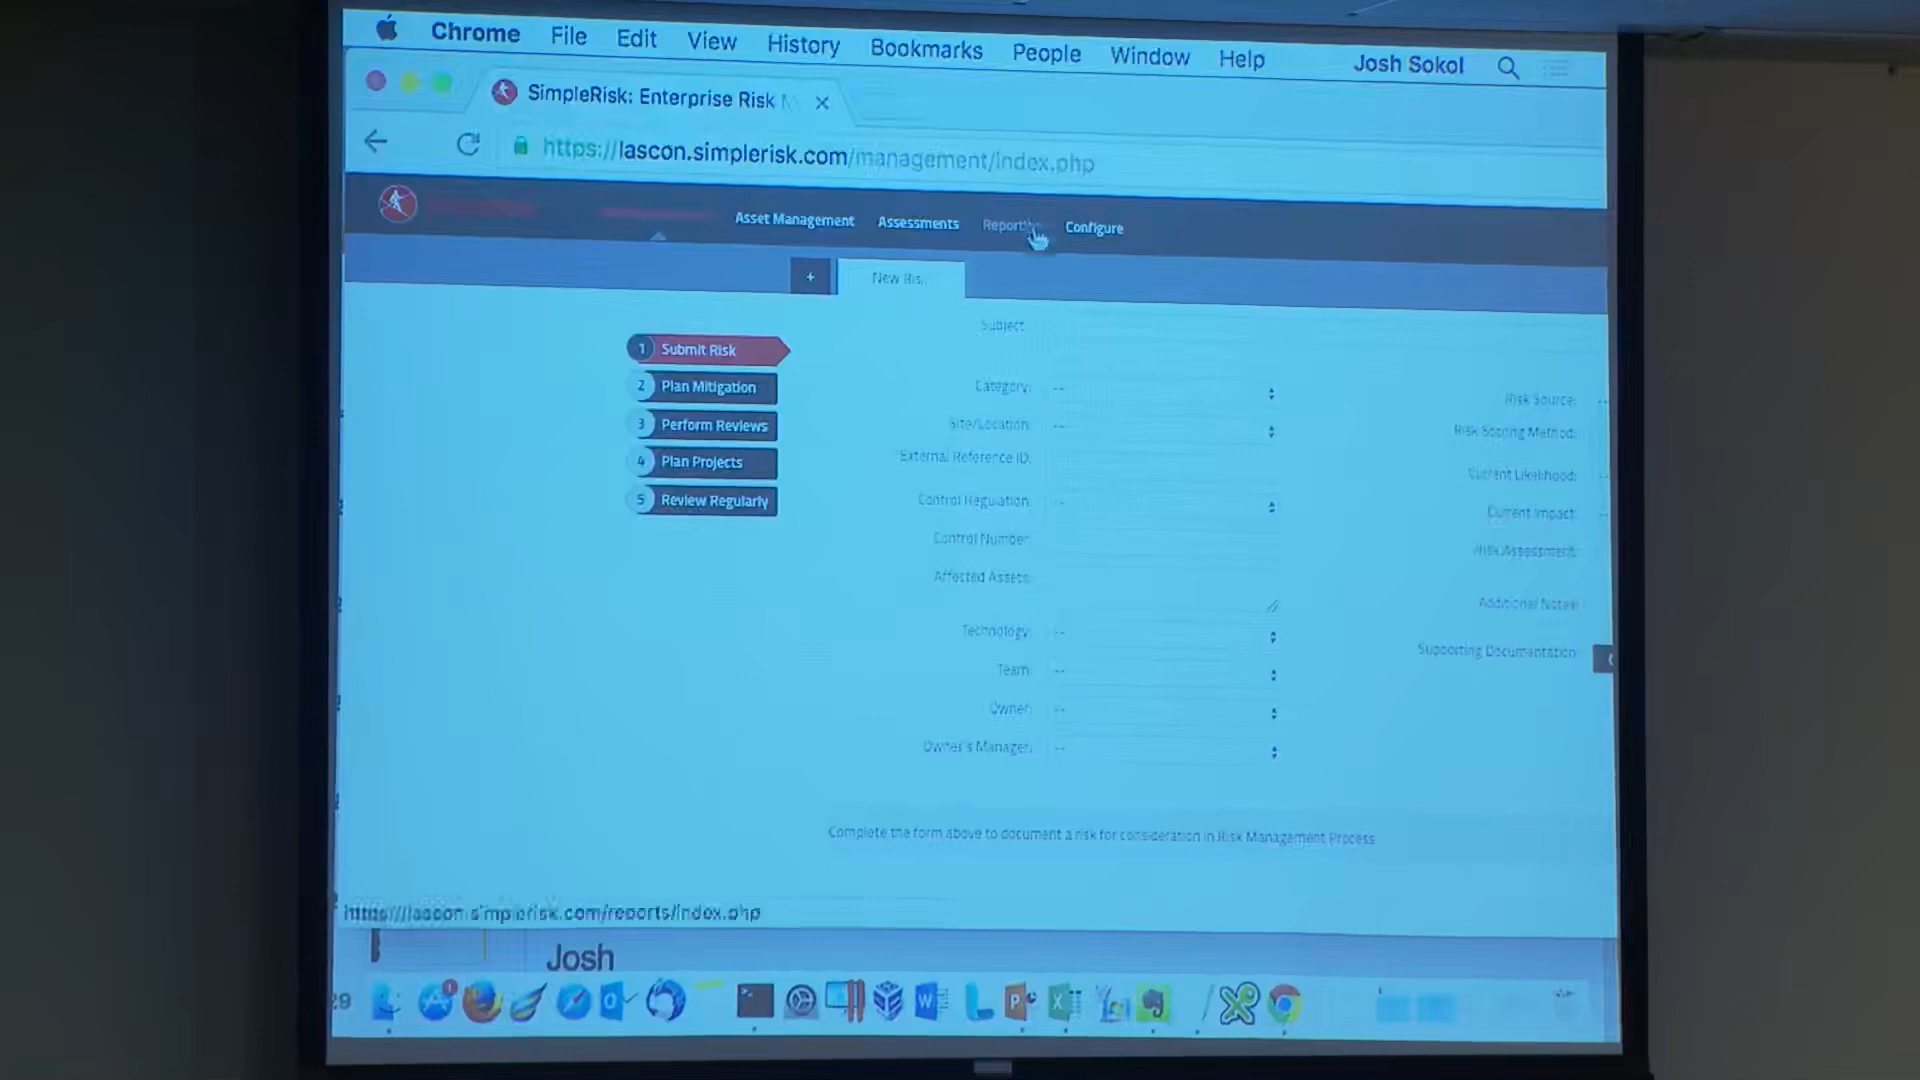 Chrome File Edit View History Bookmarks People Window Help Josh Sokol
SimpleRisk: Enterprise Risk M
https://lascon.simplerisk.com/management/index.php
Asset Management Assessments Reporting Configure
+ New Ris
Subject:
1 Submit Risk
2 Plan Mitigation
3 Perform Reviews
4 Plan Projects
5 Review Regularly
Category: --
Site/Location: --
External Reference ID:
Control Regulation: --
Control Number:
Affected Assets:
Technology: --
Team: --
Owner: --
Owner's Manager: --
Risk Source: --
Risk Scoring Method:
Current Likelihood:
Current Impact:
Risk Assessment:
Additional Notes:
Supporting Documentation:
Complete the form above to document a risk for consideration in Risk Management Process
https://lascon.simplerisk.com/reports/index.php
Josh